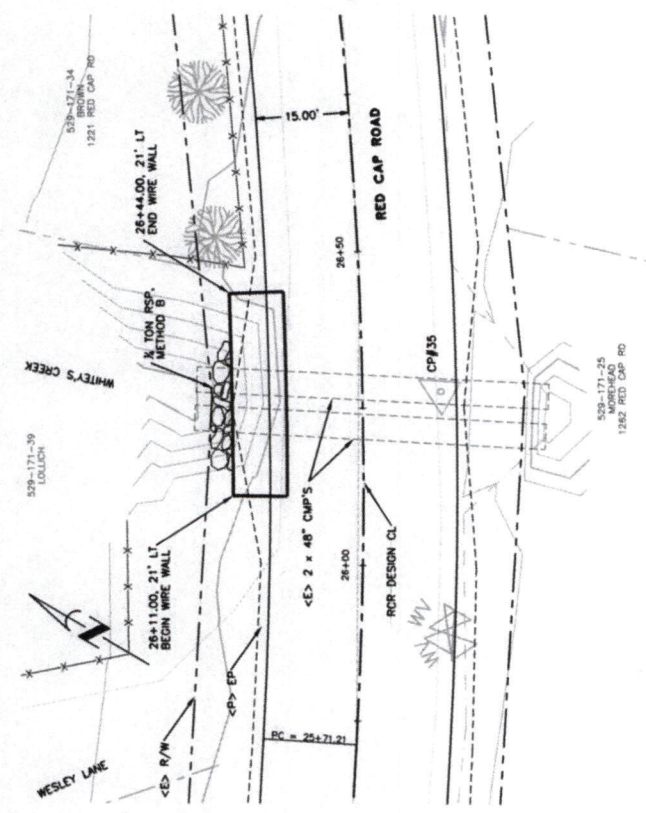 529-171-34
BROWN
1221 RED CAP RD
26+44.00, 21' LT
END WIRE WALL
15.00'
RED CAP ROAD
26+50
¼ TON RSP,
METHOD B
WHITEY'S CREEK
529-171-39
LOLLICH
CP#35
529-171-25
MOREHEAD
1262 RED CAP RD
<E> 2 x 48" CMP'S
26+00
RCR DESIGN CL
26+11.00, 21' LT
BEGIN WIRE WALL
<P> EP
PC = 25+71.21
<E> R/W
WESLEY LANE